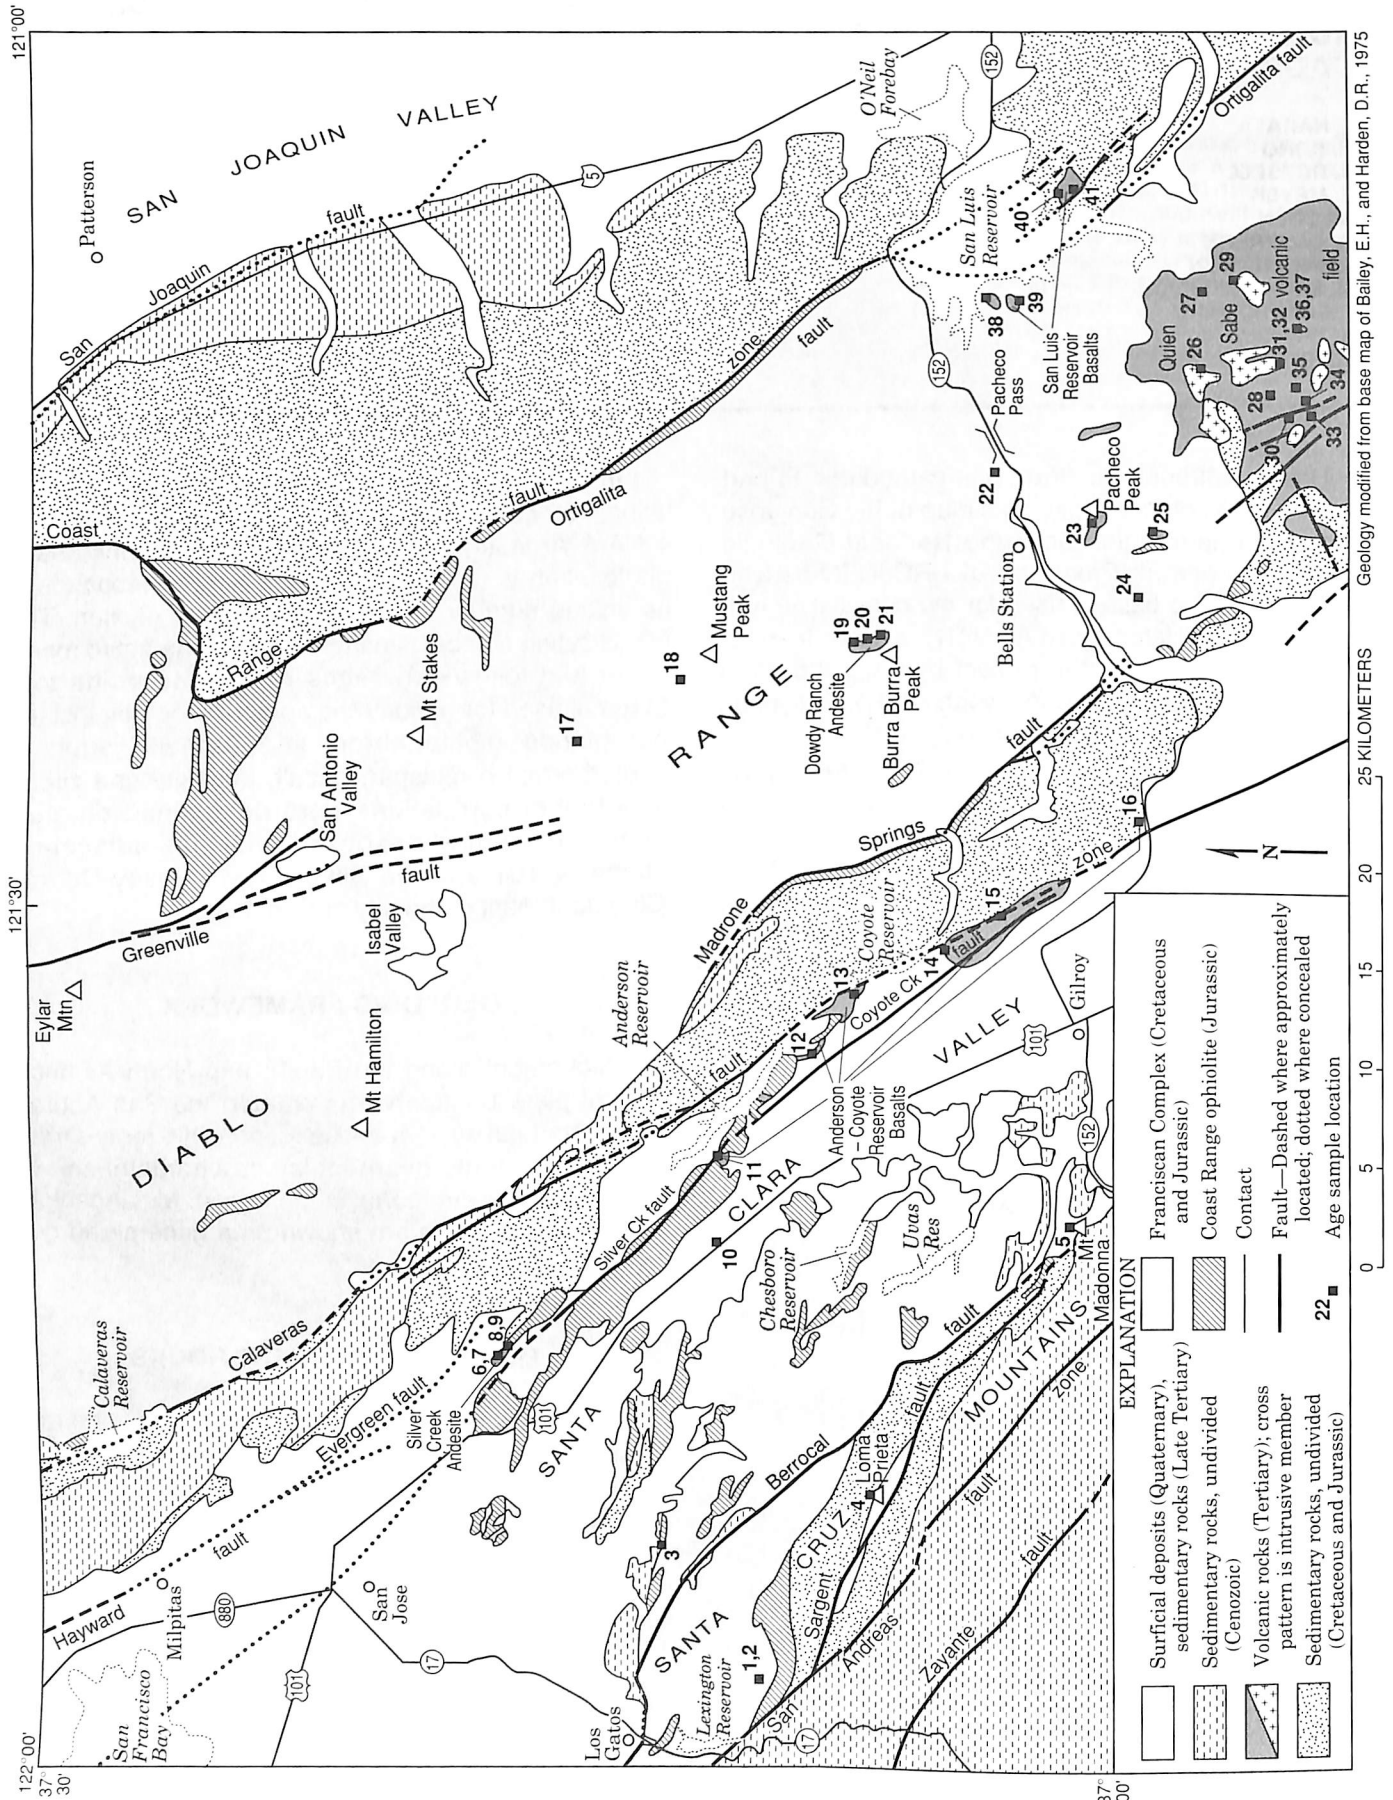 122°00'
121°30'
121°00'
37°
30'
San
Francisco
Bay
Hayward
Milpitas
880
101
fault
San
Jose
17
Calaveras
Reservoir
Calaveras
Evergreen fault
Silver
Creek
Andesite
6,7
8,9
101
SANTA
CLARA
VALLEY
Silver Ck fault
10
11
Los
Gatos
Lexington
Reservoir
1,2
3
SANTA
CRUZ
MOUNTAINS
Berrocal
fault
Sargent
fault
4
Loma
Prieta
San
Andreas
fault
zone
Zayante
fault
17
Chesboro
Reservoir
Uvas
Res
5
Mt
Madonna
152
Gilroy
101
Eylar
Mtn
Mt Hamilton
DIABLO
RANGE
Greenville
fault
Isabel
Valley
San Antonio
Valley
Mt Stakes
Coast
Range
fault
Ortigalita
zone
fault
San
Joaquin
fault
Patterson
SAN
JOAQUIN
VALLEY
5
17
18
Mustang
Peak
Dowdy Ranch
Andesite
19
20
21
Burra Burra
Peak
Anderson
Reservoir
fault
Madrone
Springs
fault
12
13
Coyote
Reservoir
Coyote Ck
fault
14
15
zone
16
Anderson
– Coyote
Reservoir
Basalts
Bells Station
22
Pacheco
Pass
152
23
Pacheco
Peak
24
25
O'Neil
Forebay
152
San Luis
Reservoir
38
39
40
41
San Luis
Reservoir
Basalts
Ortigalita fault
Quien
Sabe
volcanic
field
26
27
28
29
30
31,32
33
34
35
36,37
N
37°
00'
EXPLANATION
Surficial deposits (Quaternary),
sedimentary rocks (Late Tertiary)
Sedimentary rocks, undivided
(Cenozoic)
Volcanic rocks (Tertiary); cross
pattern is intrusive member
Sedimentary rocks, undivided
(Cretaceous and Jurassic)
Franciscan Complex (Cretaceous
and Jurassic)
Coast Range ophiolite (Jurassic)
Contact
Fault—Dashed where approximately
located; dotted where concealed
22
Age sample location
0 5 10 15 20 25 KILOMETERS
Geology modified from base map of Bailey, E.H., and Harden, D.R., 1975